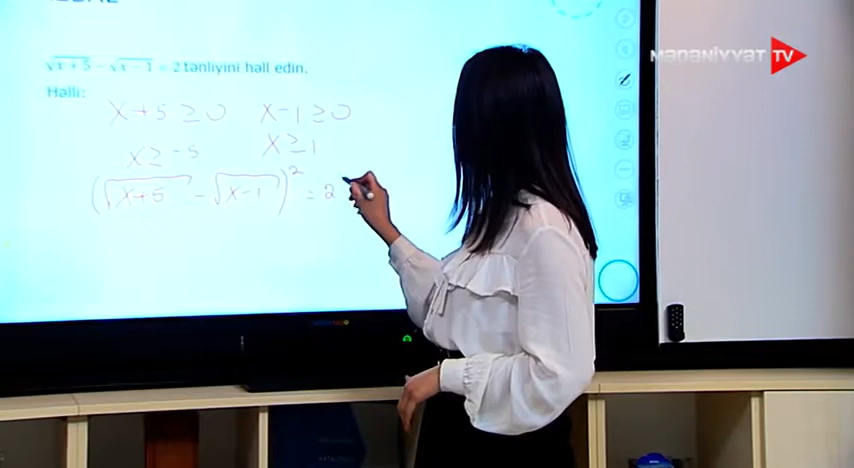 MƏDƏNİYYƏT TV
√x + 5 − √x − 1 = 2 tənliyini həll edin.
Həlli:
x+5 ≥ 0    x-1 ≥ 0
x ≥ -5    x ≥ 1
(√x+5 - √x-1)² = 2